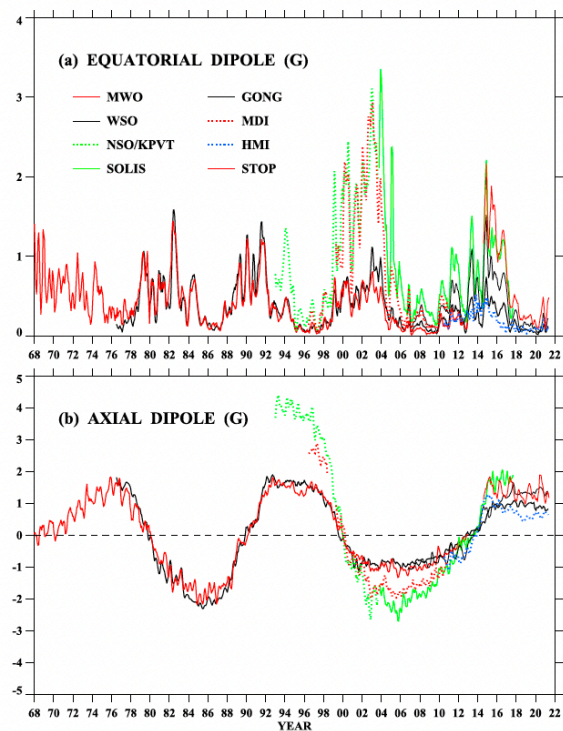 4
(a) EQUATORIAL DIPOLE (G)
3
MWO GONG
WSO MDI
NSO/KPVT HMI
SOLIS STOP
2
1
0
68 70 72 74 76 78 80 82 84 86 88 90 92 94 96 98 00 02 04 06 08 10 12 14 16 18 20 22
5
(b) AXIAL DIPOLE (G)
4
3
2
1
0
-1
-2
-3
-4
-5
68 70 72 74 76 78 80 82 84 86 88 90 92 94 96 98 00 02 04 06 08 10 12 14 16 18 20 22
YEAR